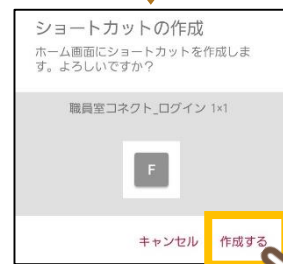 ショートカットの作成
ホーム画面にショートカットを作成しま
す。よろしいですか？
職員室コネクト_ログイン 1×1
F
キャンセル 作成する